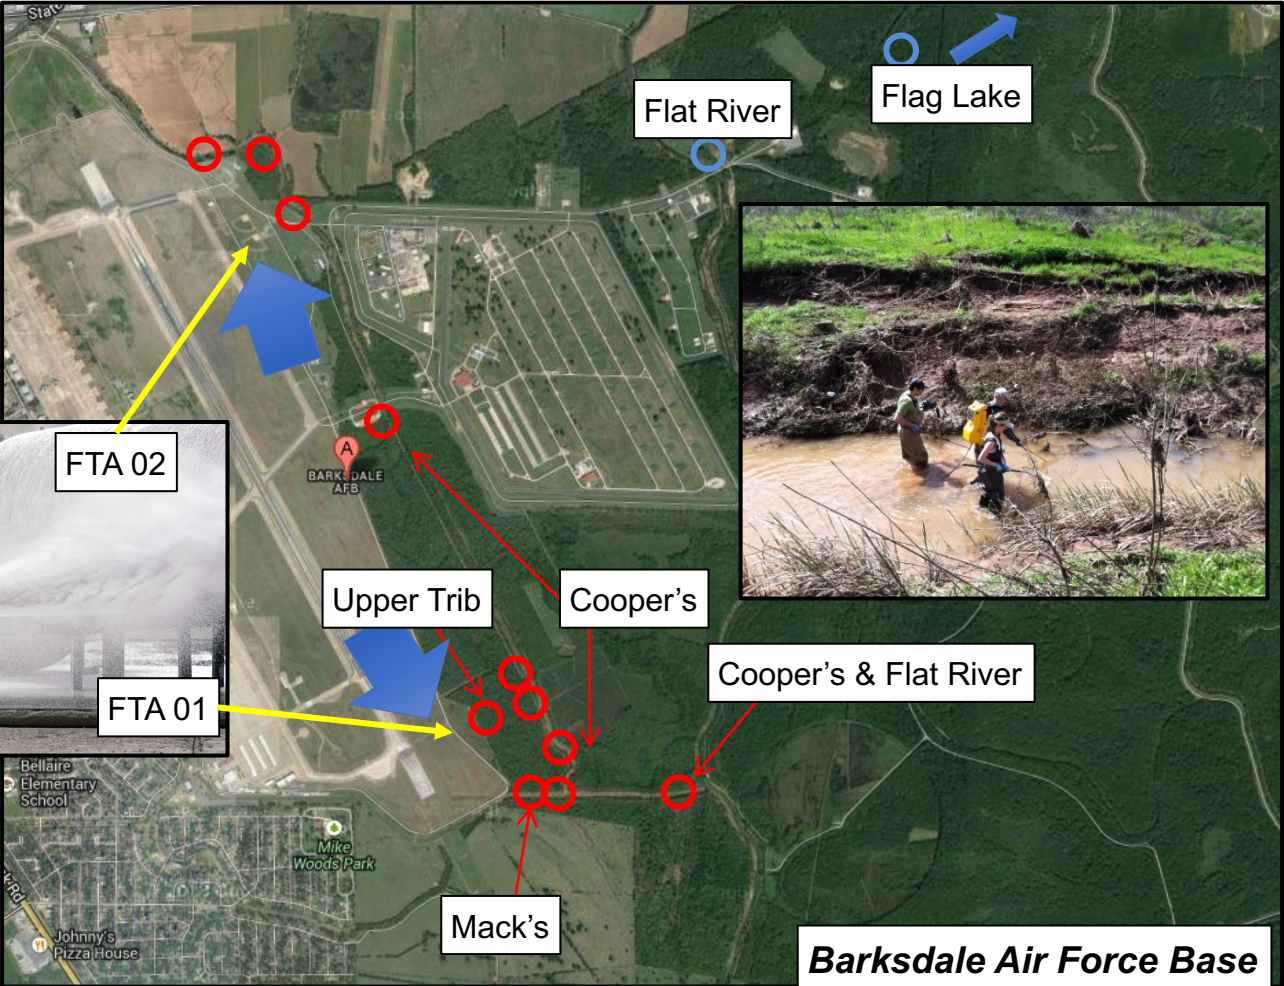 State
Flag Lake
Flat River
FTA 02
A
BARKSDALE
AFB
Upper Trib
Cooper's
Cooper's & Flat River
FTA 01
Bellaire
Elementary
School
Mike
Woods Park
Mack's
Johnny's
Pizza House
Barksdale Air Force Base